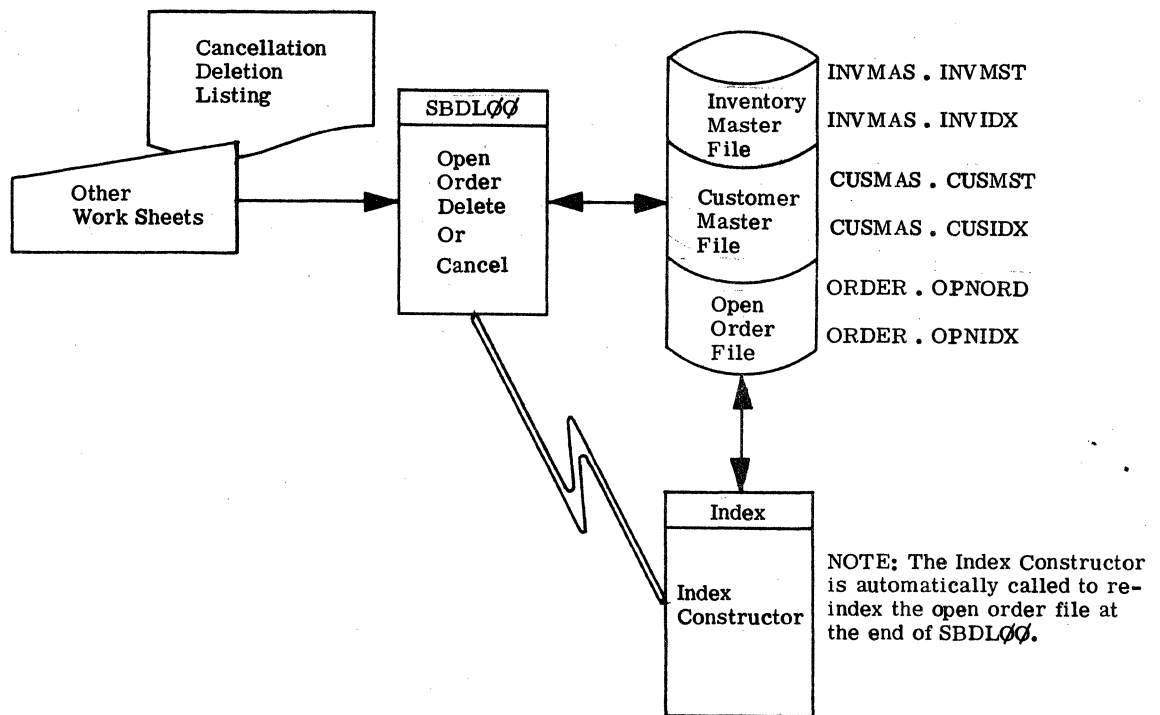 Cancellation
Deletion
Listing
Other
Work Sheets
SBDLØØ
Open
Order
Delete
Or
Cancel
Inventory
Master
File
Customer
Master
File
Open
Order
File
INVMAS . INVMST
INVMAS . INVIDX
CUSMAS . CUSMST
CUSMAS . CUSIDX
ORDER . OPNORD
ORDER . OPNIDX
Index
Index
Constructor
NOTE: The Index Constructor
is automatically called to re-
index the open order file at
the end of SBDLØØ.